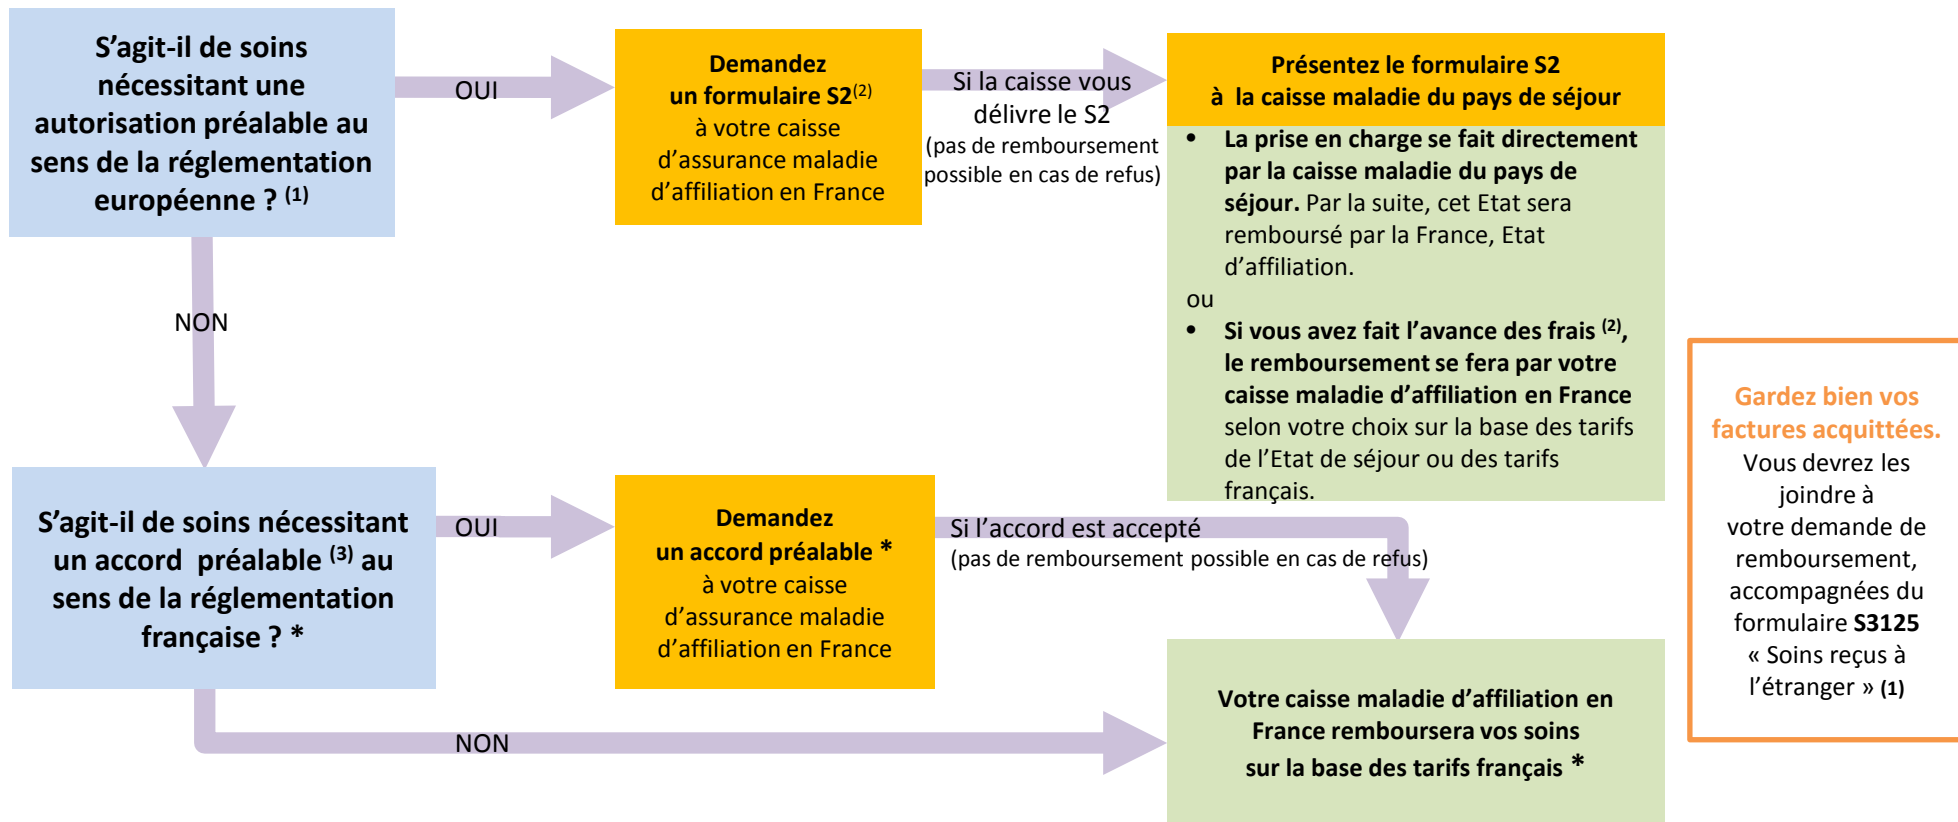 S’agit-il de soins
nécessitant une
autorisation préalable au
sens de la réglementation
européenne ? (1)
OUI
Demandez
un formulaire S2(2)
à votre caisse
d’assurance maladie
d’affiliation en France
Si la caisse vous
délivre le S2
(pas de remboursement
possible en cas de refus)
Présentez le formulaire S2
à la caisse maladie du pays de séjour
• La prise en charge se fait directement
par la caisse maladie du pays de
séjour. Par la suite, cet Etat sera
remboursé par la France, Etat
d’affiliation.
ou
• Si vous avez fait l’avance des frais (2),
le remboursement se fera par votre
caisse maladie d’affiliation en France
selon votre choix sur la base des tarifs
de l’Etat de séjour ou des tarifs
français.
NON
S’agit-il de soins nécessitant
un accord préalable (3) au
sens de la réglementation
française ? *
OUI
Demandez
un accord préalable *
à votre caisse
d’assurance maladie
d’affiliation en France
Si l’accord est accepté
(pas de remboursement possible en cas de refus)
NON
Votre caisse maladie d’affiliation en
France remboursera vos soins
sur la base des tarifs français *
Gardez bien vos
factures acquittées.
Vous devrez les
joindre à
votre demande de
remboursement,
accompagnées du
formulaire S3125
« Soins reçus à
l’étranger » (1)